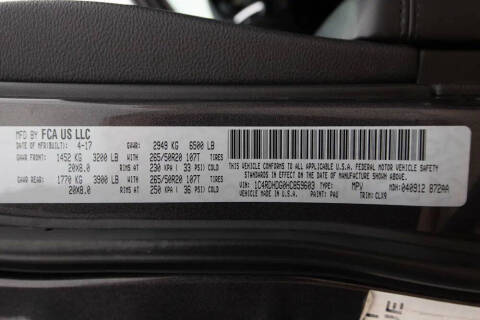 MFD BY FCA US LLC
DATE OF MFR(BUILT): 4-17 GVWR: 2949 KG 6500 LB
GAWR FRONT: 1452 KG 3200 LB WITH 265/50R20 107T TIRES
20X8.0 RIMS AT 230 KPA ( 33 PSI) COLD
GAWR REAR: 1770 KG 3900 LB WITH 265/50R20 107T TIRES
20X8.0 RIMS AT 250 KPA ( 36 PSI) COLD
THIS VEHICLE CONFORMS TO ALL APPLICABLE U.S.A. FEDERAL MOTOR VEHICLE SAFETY
STANDARDS IN EFFECT ON THE DATE OF MANUFACTURE SHOWN ABOVE.
VIN: 1C4RDHDG0HC859603 TYPE: MPV MDH: 040912 B72AA
VEHICLE MADE IN U.S.A. PAINT: PAU TRIM: CLX9